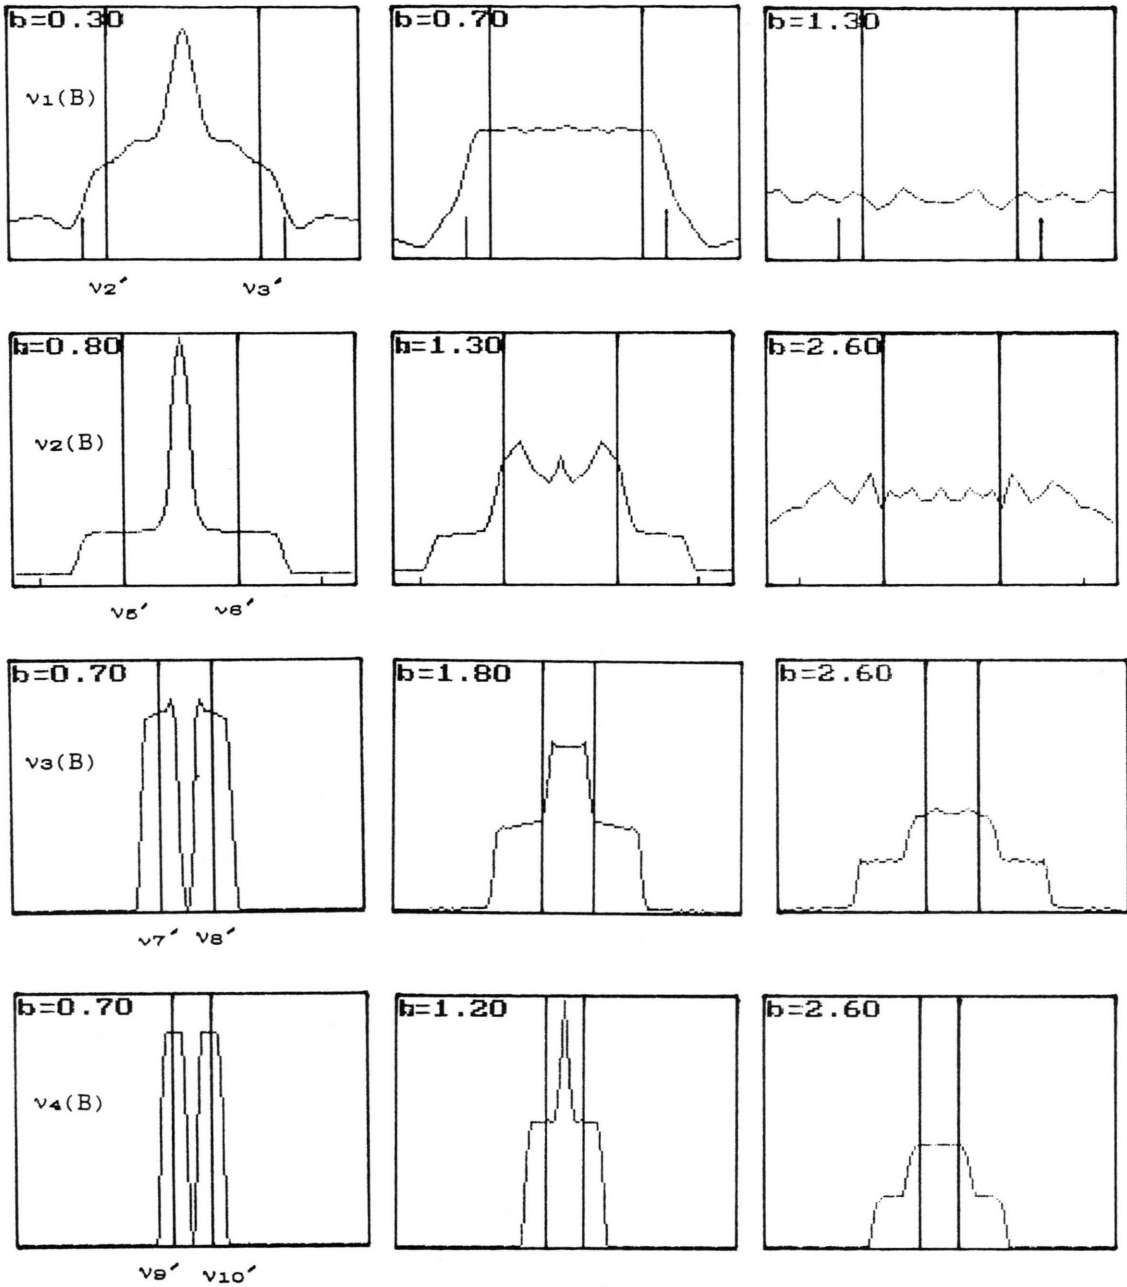 b=0.30 b=0.70 b=1.30
ν₁(B)
ν₂′ ν₃′
b=0.80 b=1.30 b=2.60
ν₂(B)
ν₅′ ν₆′
b=0.70 b=1.80 b=2.60
ν₃(B)
ν₇′ ν₈′
b=0.70 b=1.20 b=2.60
ν₄(B)
ν₉′ ν₁₀′